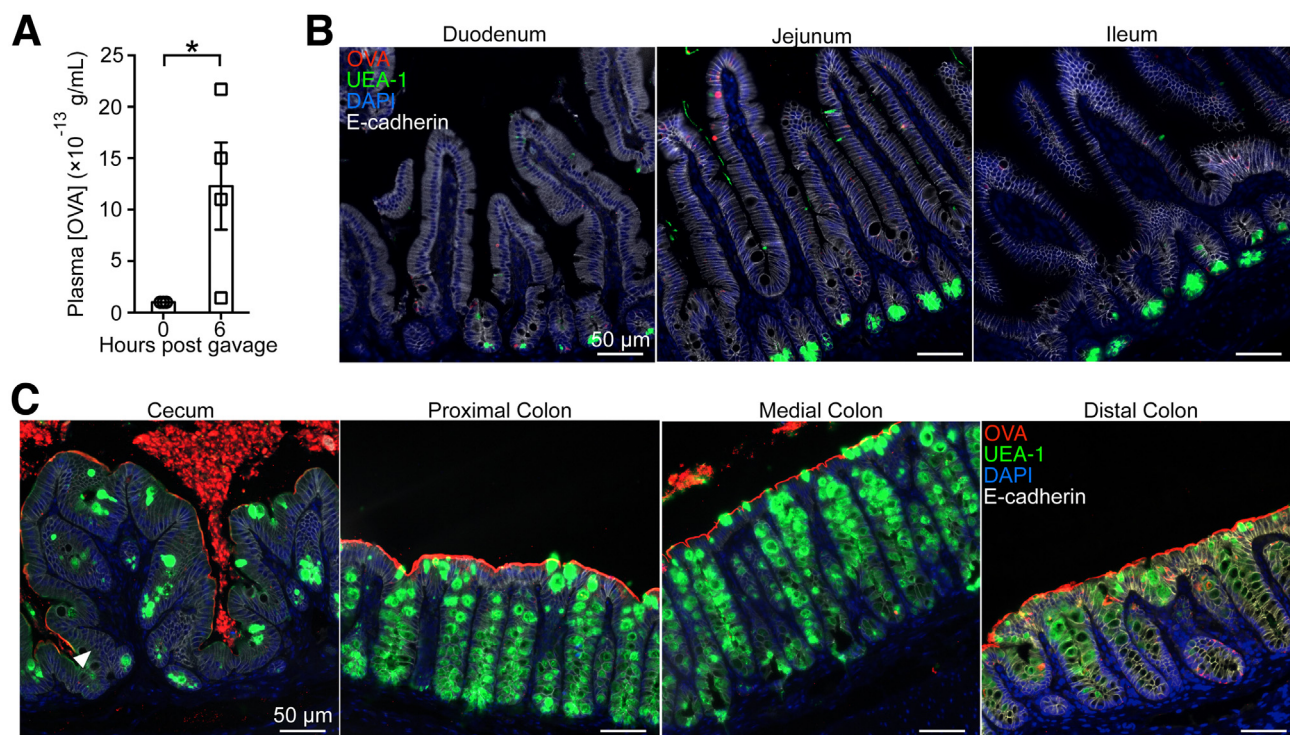 A
25
20
15
10
5
0
*
Plasma [OVA] (×10⁻¹³ g/mL)
0 6
Hours post gavage
B
Duodenum Jejunum Ileum
OVA
UEA-1
DAPI
E-cadherin
50 µm
C
Cecum Proximal Colon Medial Colon Distal Colon
OVA
UEA-1
DAPI
E-cadherin
50 µm